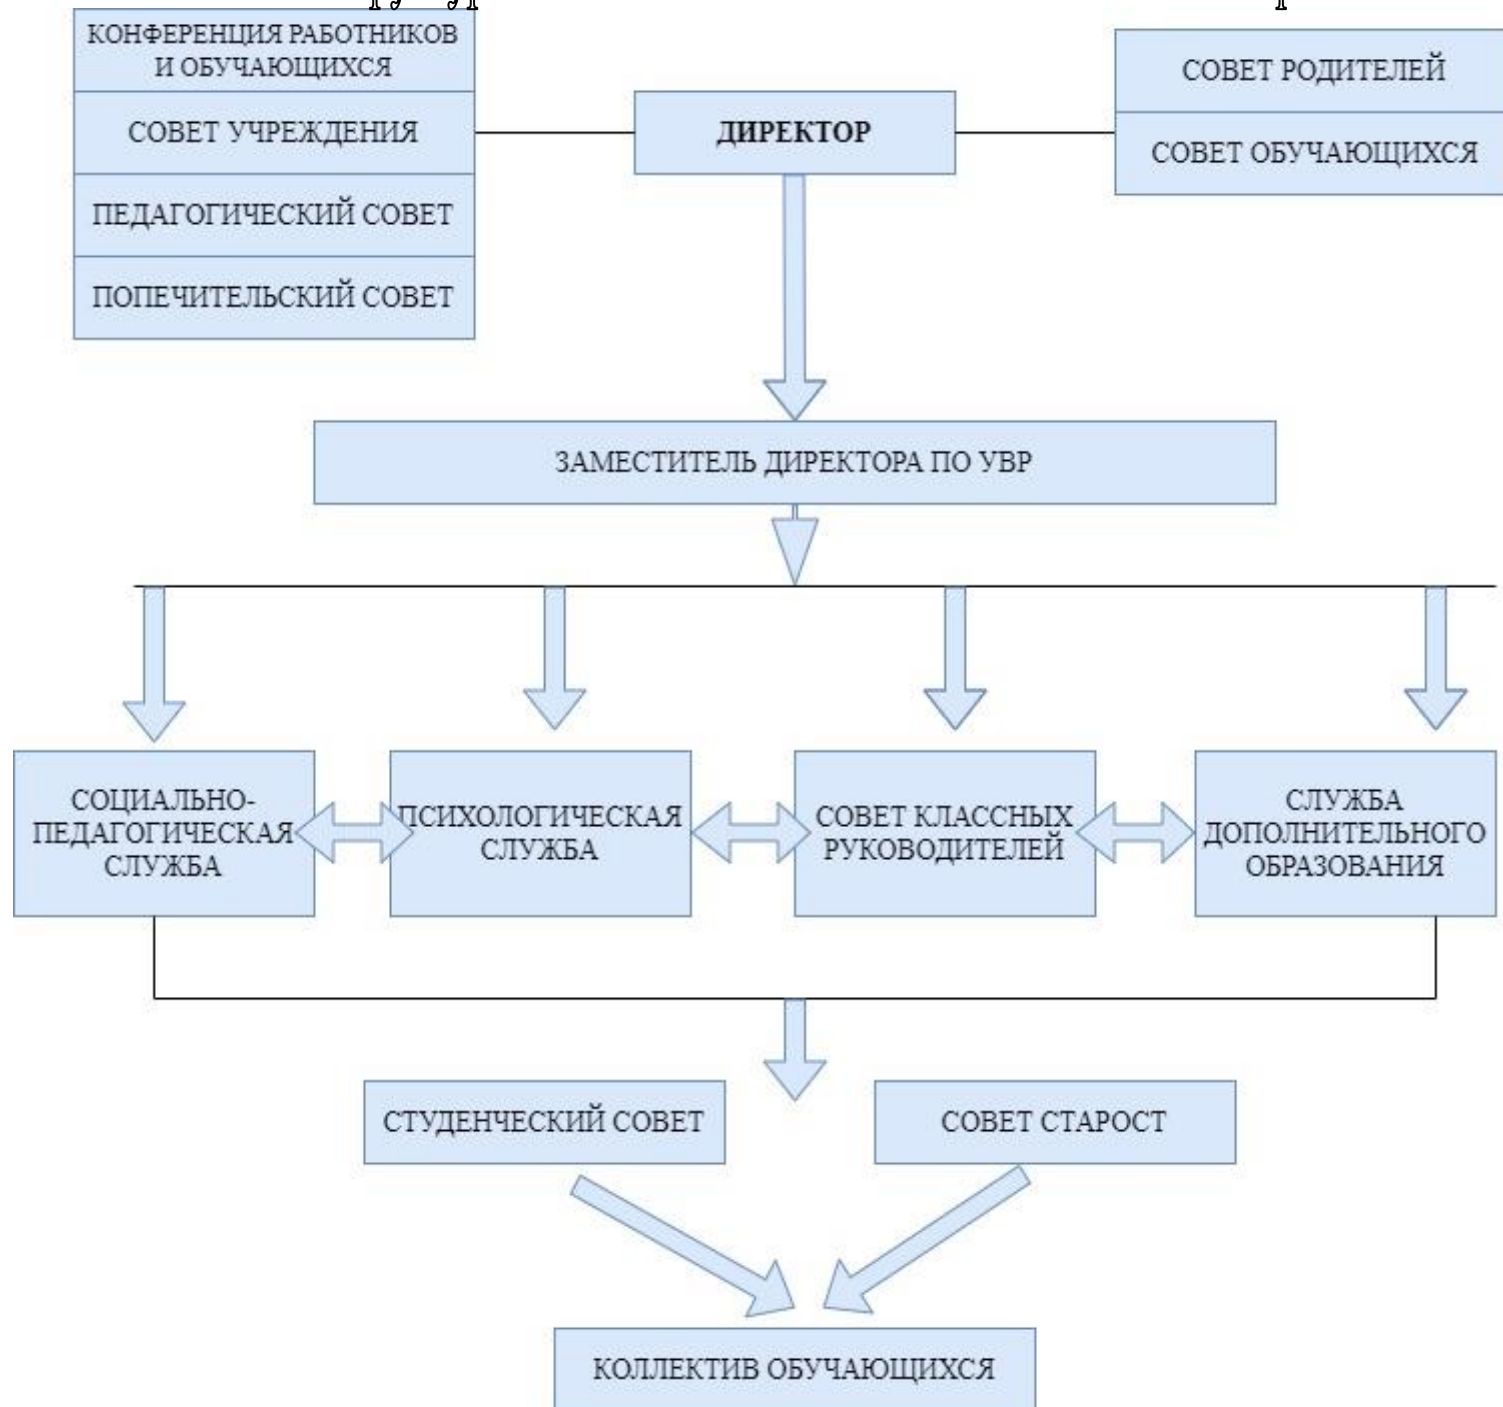 КОНФЕРЕНЦИЯ РАБОТНИКОВ
И ОБУЧАЮЩИХСЯ
СОВЕТ УЧРЕЖДЕНИЯ
ПЕДАГОГИЧЕСКИЙ СОВЕТ
ПОПЕЧИТЕЛЬСКИЙ СОВЕТ
ДИРЕКТОР
СОВЕТ РОДИТЕЛЕЙ
СОВЕТ ОБУЧАЮЩИХСЯ
ЗАМЕСТИТЕЛЬ ДИРЕКТОРА ПО УВР
СОЦИАЛЬНО-
ПЕДАГОГИЧЕСКАЯ
СЛУЖБА
ПСИХОЛОГИЧЕСКАЯ
СЛУЖБА
СОВЕТ КЛАССНЫХ
РУКОВОДИТЕЛЕЙ
СЛУЖБА
ДОПОЛНИТЕЛЬНОГО
ОБРАЗОВАНИЯ
СТУДЕНЧЕСКИЙ СОВЕТ
СОВЕТ СТАРОСТ
КОЛЛЕКТИВ ОБУЧАЮЩИХСЯ